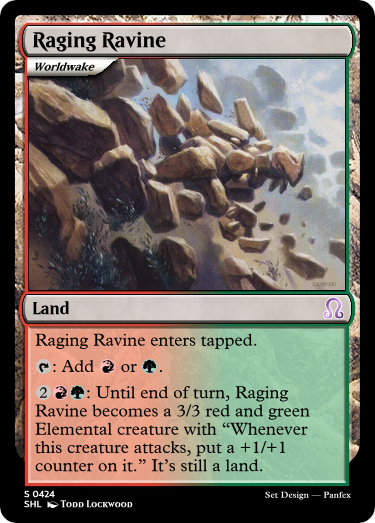 Raging Ravine
Worldwake
Land
Raging Ravine enters tapped.
: Add or .
2 : Until end of turn, Raging
Ravine becomes a 3/3 red and green
Elemental creature with “Whenever
this creature attacks, put a +1/+1
counter on it.” It’s still a land.
S 0424
SHL Todd Lockwood
Set Design — Panfex